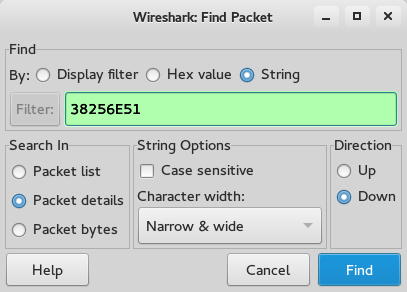 Wireshark: Find Packet
Find
By: Display filter Hex value String
Filter: 38256E51
Search In
Packet list
Packet details
Packet bytes
String Options
Case sensitive
Character width:
Narrow & wide
Direction
Up
Down
Help Cancel Find